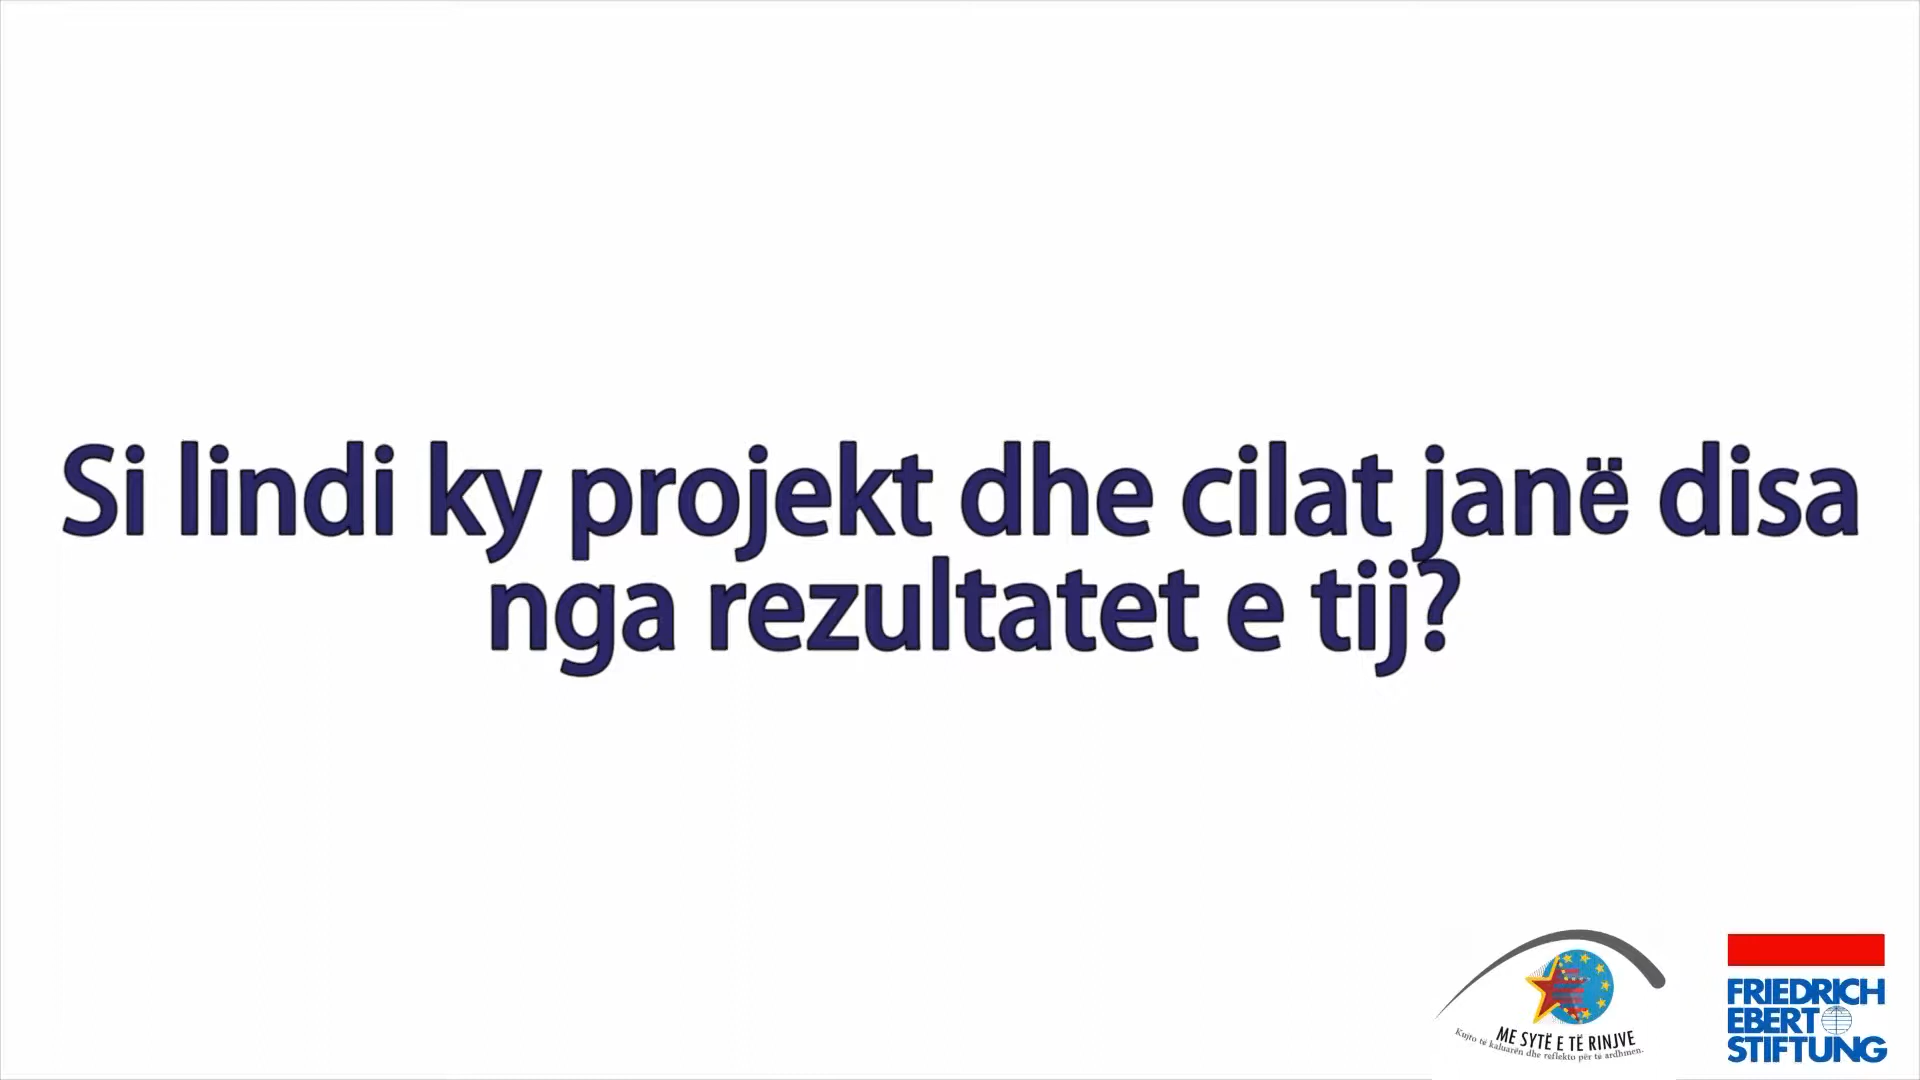 Si lindi ky projekt dhe cilat janë disa
nga rezultatet e tij?
ME SYTË E TË RINJVE
Kujto të kaluarën dhe reflekto për të ardhmen.
FRIEDRICH
EBERT
STIFTUNG